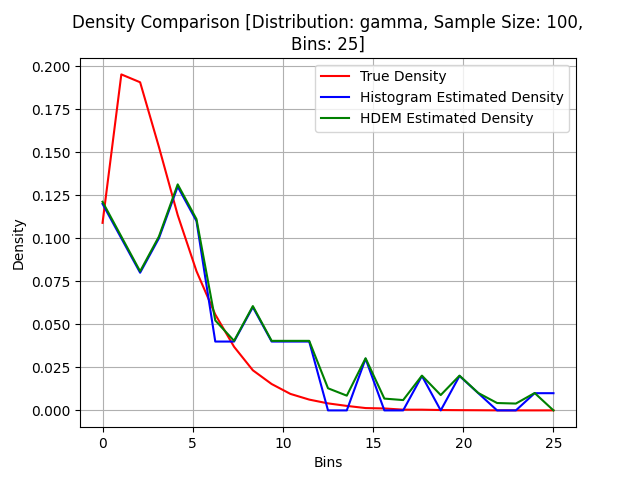 Density Comparison [Distribution: gamma, Sample Size: 100,
Bins: 25]
True Density
Histogram Estimated Density
HDEM Estimated Density
Density
0.200
0.175
0.150
0.125
0.100
0.075
0.050
0.025
0.000
0 5 10 15 20 25
Bins